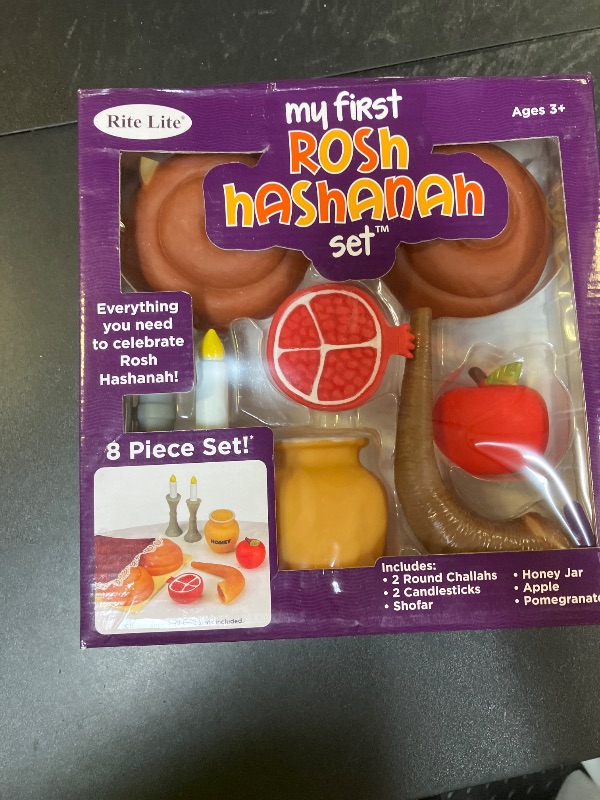 Rite Lite®
my first
ROSH
hAShANAh
set™
Ages 3+
Everything
you need
to celebrate
Rosh
Hashanah!
8 Piece Set!*
HONEY
included.
Includes:
• 2 Round Challahs
• 2 Candlesticks
• Shofar
• Honey Jar
• Apple
• Pomegranate